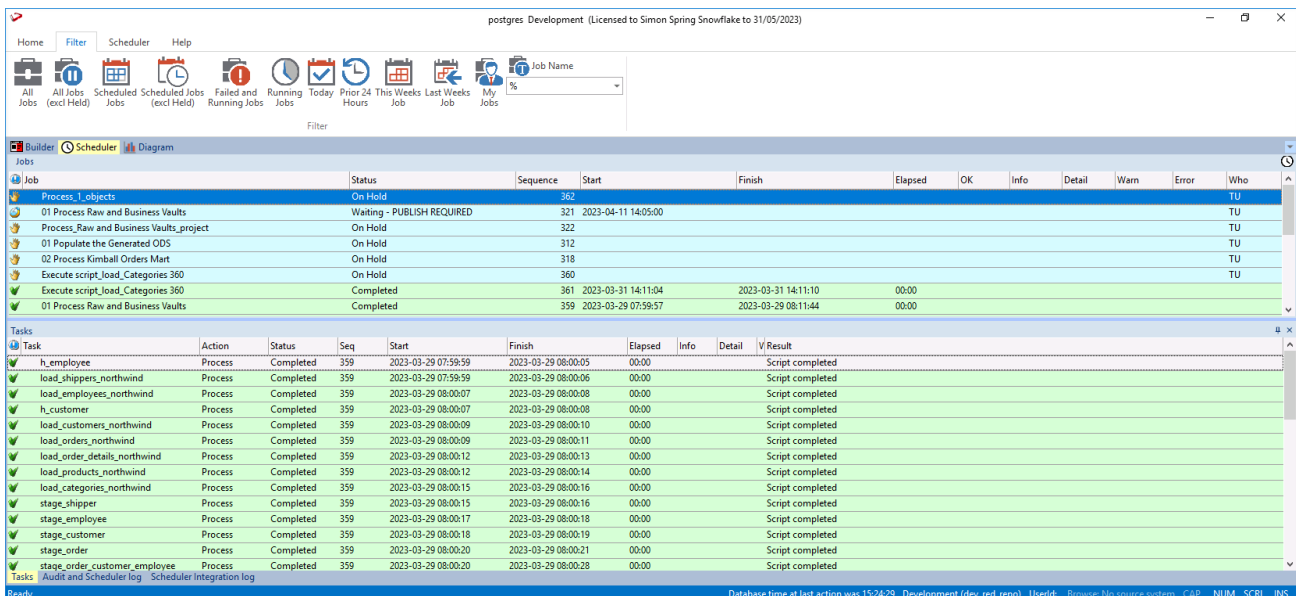 postgres Development (Licensed to Simon Spring Snowflake to 31/05/2023)
Home Filter Scheduler Help
All Jobs
All Jobs (excl Held)
Scheduled Jobs
Scheduled Jobs (excl Held)
Failed and Running Jobs
Running Jobs
Today
Prior 24 Hours
This Weeks Job
Last Weeks Job
My Jobs
Job Name
%
Filter
Builder Scheduler Diagram
Jobs
Job Status Sequence Start Finish Elapsed OK Info Detail Warn Error Who
Process_1_objects On Hold 362 TU
01 Process Raw and Business Vaults Waiting - PUBLISH REQUIRED 321 2023-04-11 14:05:00 TU
Process_Raw and Business Vaults_project On Hold 322 TU
01 Populate the Generated ODS On Hold 312 TU
02 Process Kimball Orders Mart On Hold 318 TU
Execute script_load_Categories 360 On Hold 360 TU
Execute script_load_Categories 360 Completed 361 2023-03-31 14:11:04 2023-03-31 14:11:10 00:00
01 Process Raw and Business Vaults Completed 359 2023-03-29 07:59:57 2023-03-29 08:11:44 00:00
Tasks
Task Action Status Seq Start Finish Elapsed Info Detail V Result
h_employee Process Completed 359 2023-03-29 07:59:59 2023-03-29 08:00:05 00:00 Script completed
load_shippers_northwind Process Completed 359 2023-03-29 07:59:59 2023-03-29 08:00:06 00:00 Script completed
load_employees_northwind Process Completed 359 2023-03-29 08:00:07 2023-03-29 08:00:08 00:00 Script completed
h_customer Process Completed 359 2023-03-29 08:00:07 2023-03-29 08:00:08 00:00 Script completed
load_customers_northwind Process Completed 359 2023-03-29 08:00:09 2023-03-29 08:00:10 00:00 Script completed
load_orders_northwind Process Completed 359 2023-03-29 08:00:09 2023-03-29 08:00:11 00:00 Script completed
load_order_details_northwind Process Completed 359 2023-03-29 08:00:12 2023-03-29 08:00:13 00:00 Script completed
load_products_northwind Process Completed 359 2023-03-29 08:00:12 2023-03-29 08:00:14 00:00 Script completed
load_categories_northwind Process Completed 359 2023-03-29 08:00:15 2023-03-29 08:00:16 00:00 Script completed
stage_shipper Process Completed 359 2023-03-29 08:00:15 2023-03-29 08:00:16 00:00 Script completed
stage_employee Process Completed 359 2023-03-29 08:00:17 2023-03-29 08:00:18 00:00 Script completed
stage_customer Process Completed 359 2023-03-29 08:00:18 2023-03-29 08:00:19 00:00 Script completed
stage_order Process Completed 359 2023-03-29 08:00:20 2023-03-29 08:00:21 00:00 Script completed
stage_order_customer_employee Process Completed 359 2023-03-29 08:00:20 2023-03-29 08:00:28 00:00 Script completed
Tasks Audit and Scheduler log Scheduler Integration log
Ready Database time at last action was 15:24:29 Development (dev_red_repo) UserId: Browse: No source system CAP NUM SCRL INS